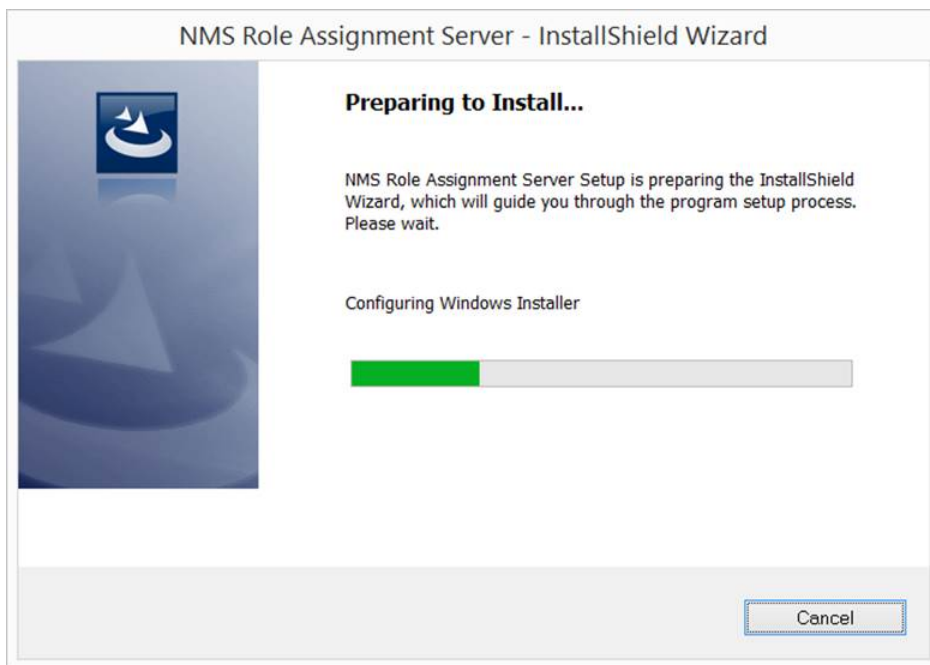 NMS Role Assignment Server - InstallShield Wizard
Preparing to Install...
NMS Role Assignment Server Setup is preparing the InstallShield
Wizard, which will guide you through the program setup process.
Please wait.
Configuring Windows Installer
Cancel